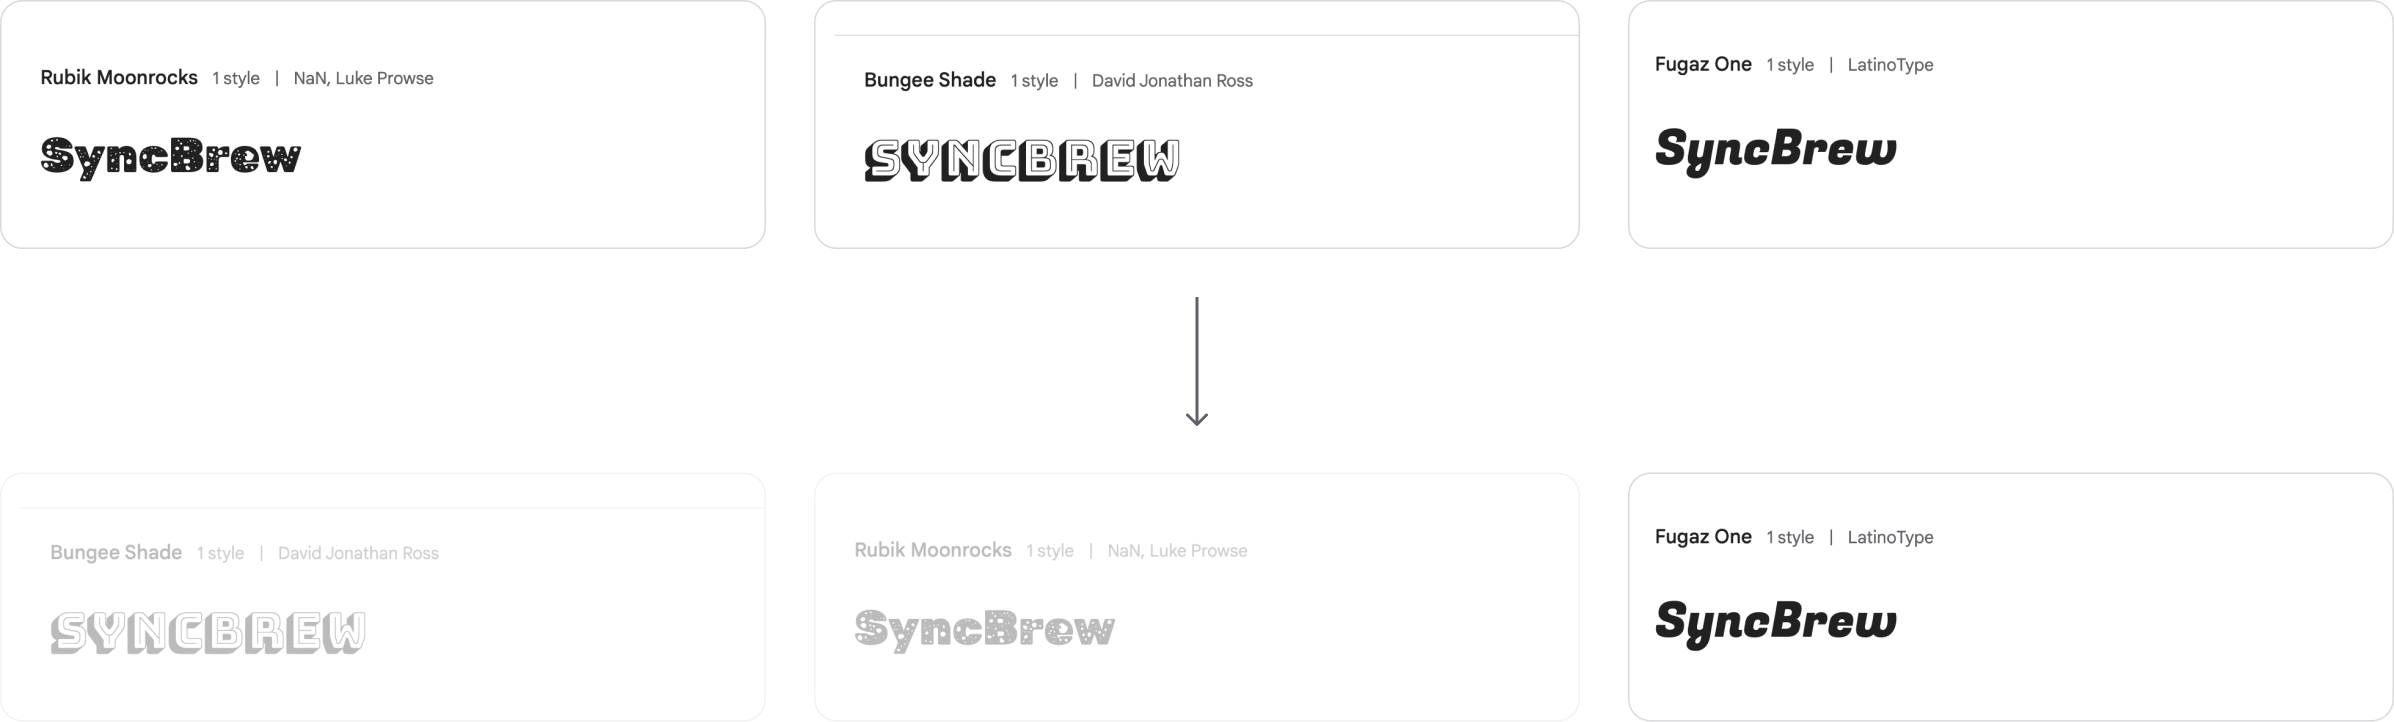 Rubik Moonrocks 1 style | NaN, Luke Prowse
SyncBrew
Bungee Shade 1 style | David Jonathan Ross
SYNCBREW
Fugaz One 1 style | LatinoType
SyncBrew
Bungee Shade 1 style | David Jonathan Ross
SYNCBREW
Rubik Moonrocks 1 style | NaN, Luke Prowse
SyncBrew
Fugaz One 1 style | LatinoType
SyncBrew